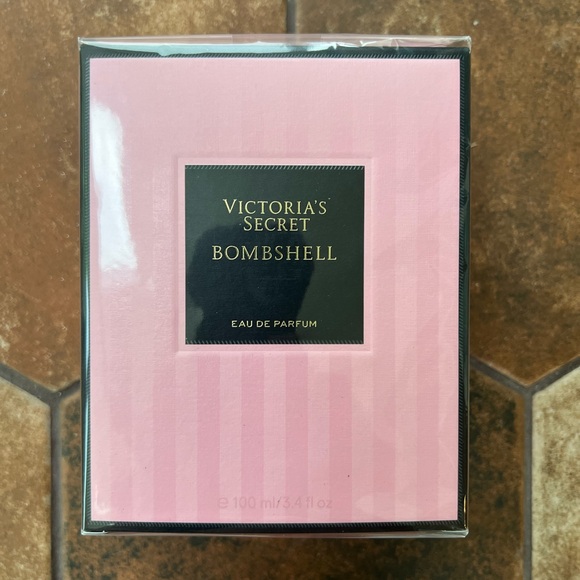 VICTORIA'S
SECRET
BOMBSHELL
EAU DE PARFUM
℮ 100 ml/3.4 fl oz